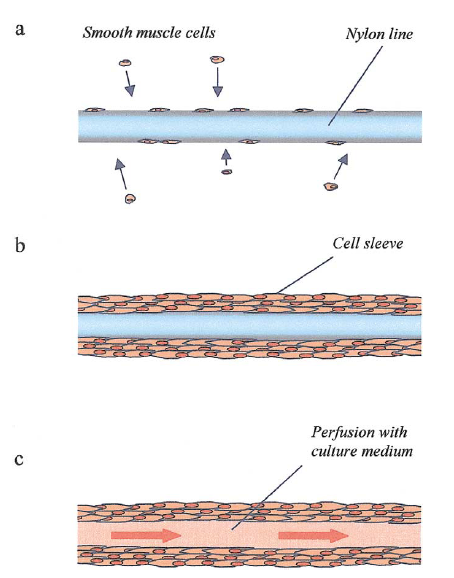 a
Smooth muscle cells
Nylon line
b
Cell sleeve
Perfusion with
culture medium
c